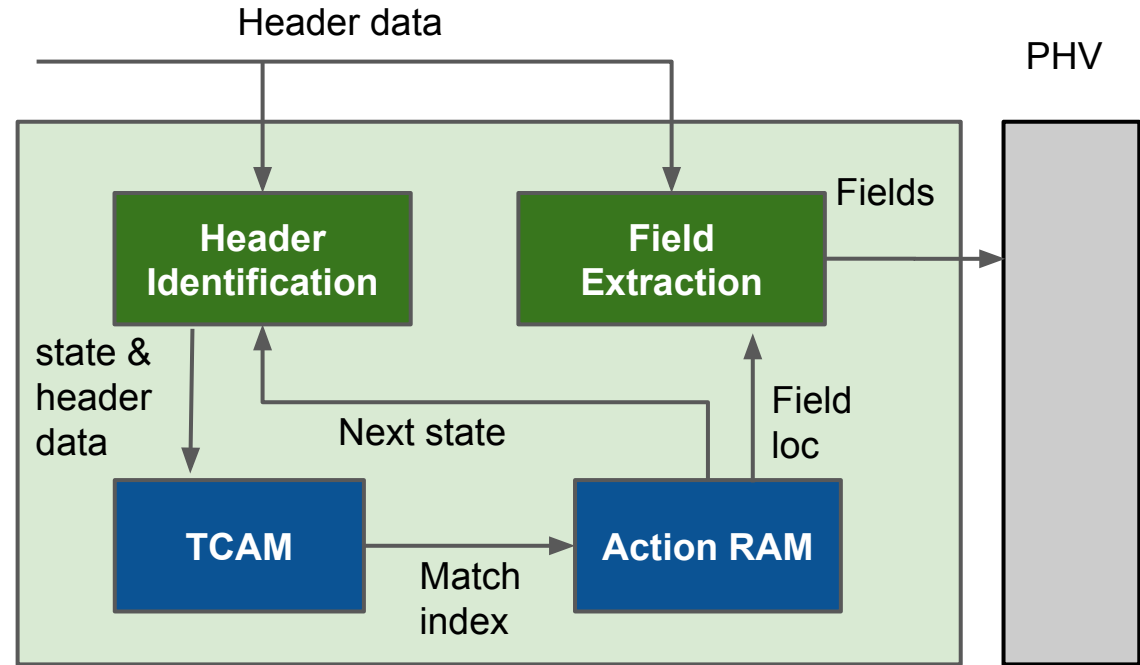 Header data
PHV
Header
Identification
Field
Extraction
Fields
state &
header
data
Next state
Field
loc
TCAM
Match
index
Action RAM